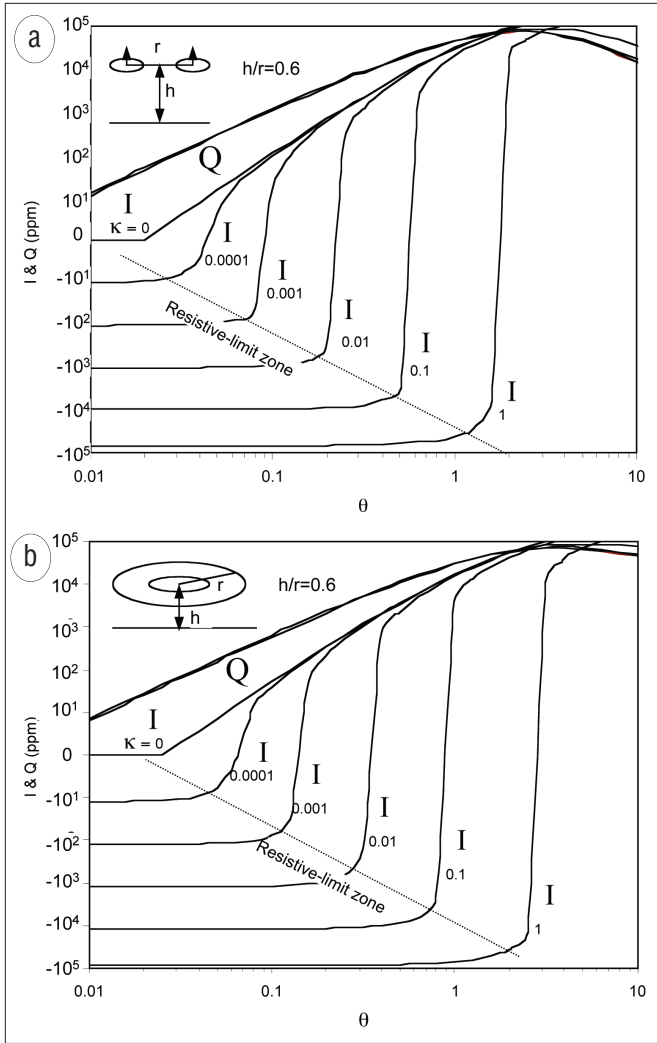 a
r
h
h/r=0.6
I & Q (ppm)
10⁵
10⁴
10³
10²
10¹
0
-10¹
-10²
-10³
-10⁴
-10⁵
Q
I
κ = 0
I
0.0001
I
0.001
I
0.01
I
0.1
I
1
Resistive-limit zone
0.01
0.1
1
10
θ
b
r
h
h/r=0.6
I & Q (ppm)
10⁵
10⁴
10³
10²
10¹
0
-10¹
-10²
-10³
-10⁴
-10⁵
Q
I
κ = 0
I
0.0001
I
0.001
I
0.01
I
0.1
I
1
Resistive-limit zone
0.01
0.1
1
10
θ